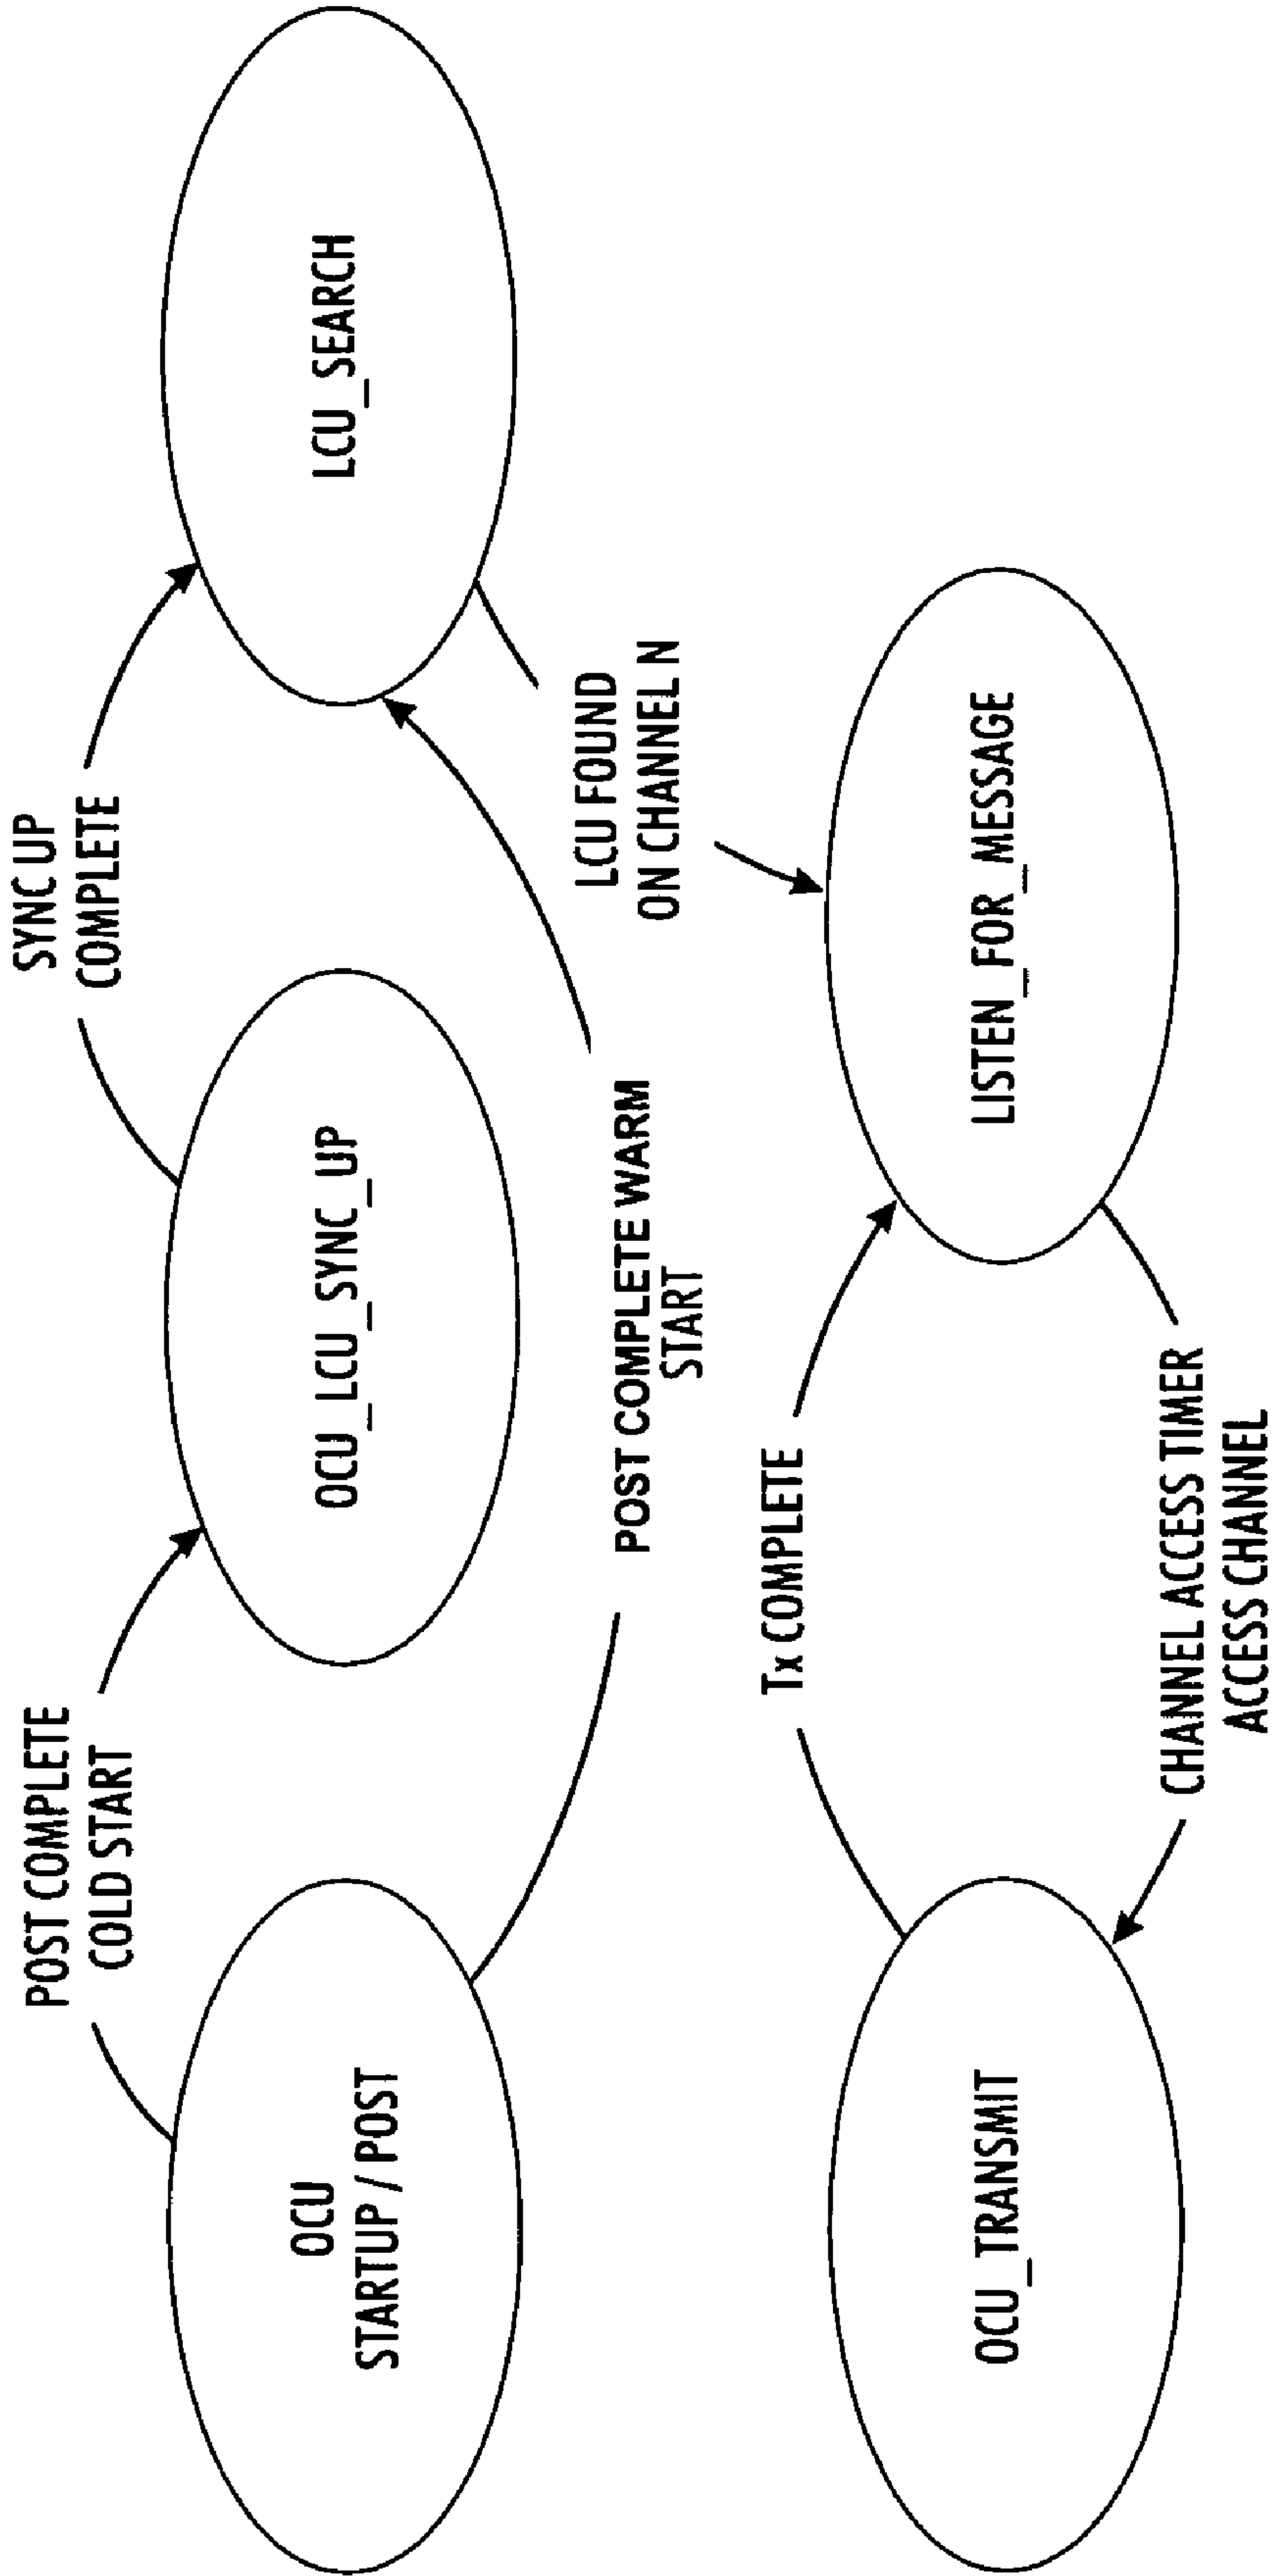 POST COMPLETE
COLD START
SYNC UP
COMPLETE
OCU
STARTUP / POST
OCU_LCU_SYNC_UP
LCU_SEARCH
POST COMPLETE WARM
START
LCU FOUND
ON CHANNEL N
Tx COMPLETE
OCU_TRANSMIT
LISTEN_FOR_MESSAGE
CHANNEL ACCESS TIMER
ACCESS CHANNEL